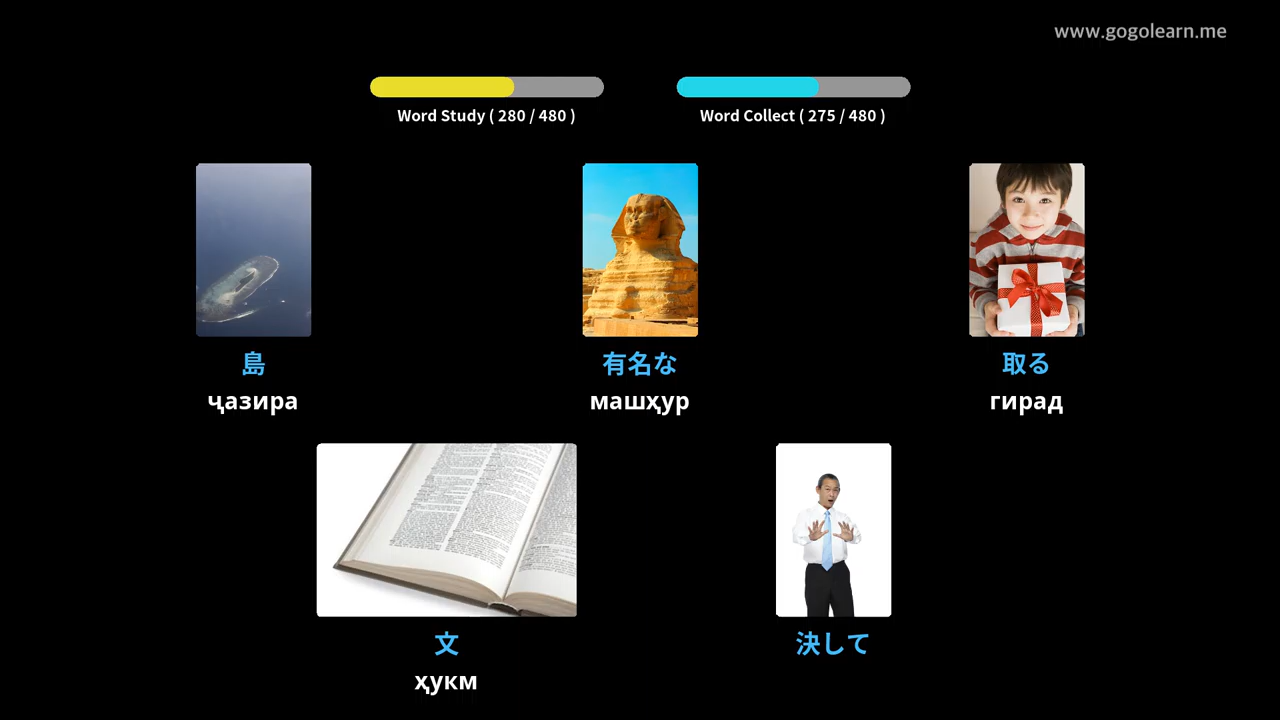 www.gogolearn.me
Word Study ( 280 / 480 )
Word Collect ( 275 / 480 )
島
有名な
取る
ҷазира
машҳур
гирад
文
決して
ҳукм